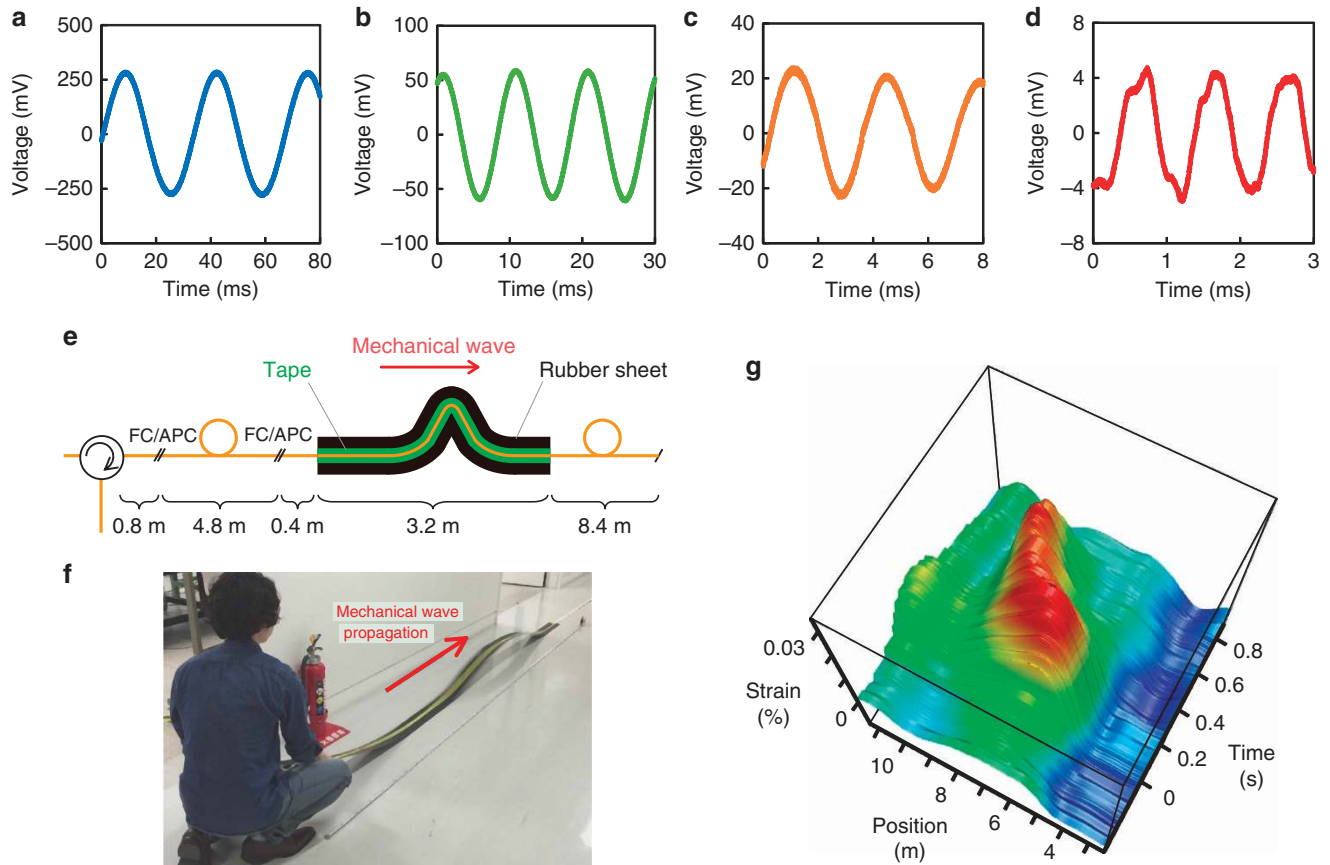 a
500
250
0
−250
−500
Voltage (mV)
0 20 40 60 80
Time (ms)
b
100
50
0
−50
−100
Voltage (mV)
0 10 20 30
Time (ms)
c
40
20
0
−20
−40
Voltage (mV)
0 2 4 6 8
Time (ms)
d
8
4
0
−4
−8
Voltage (mV)
0 1 2 3
Time (ms)
e
Mechanical wave
Tape
Rubber sheet
FC/APC FC/APC
0.8 m 4.8 m 0.4 m 3.2 m 8.4 m
f
Mechanical wave
propagation
g
0.03
Strain
(%)
0
10
8
6
4
Position
(m)
0.8
0.6
0.4
0.2
0
Time
(s)